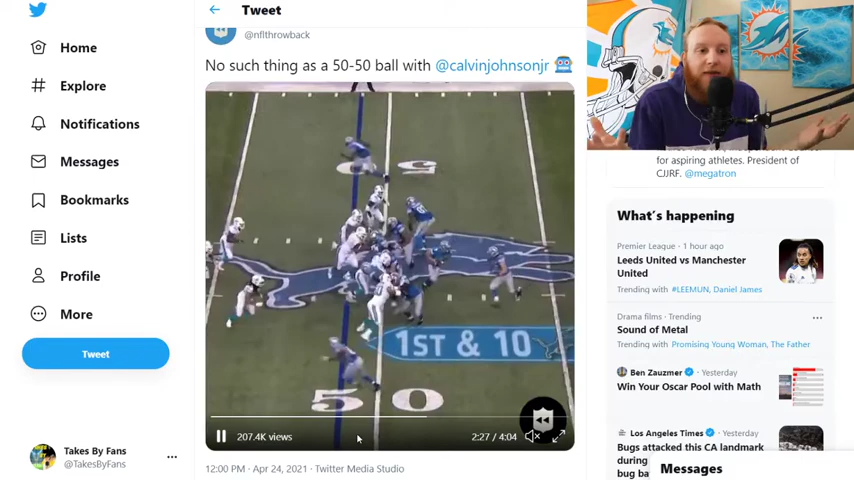 Tweet
@nflthrowback
No such thing as a 50-50 ball with @calvinjohnsonjr
5
1ST & 10
50
207.4K views
2:27 / 4:04
12:00 PM · Apr 24, 2021 · Twitter Media Studio
Home
Explore
Notifications
Messages
Bookmarks
Lists
Profile
More
Tweet
Takes By Fans
@TakesByFans
for aspiring athletes. President of
CJJRF. @megatron
What's happening
Premier League · 1 hour ago
Leeds United vs Manchester
United
Trending with #LEEMUN, Daniel James
Drama films · Trending
Sound of Metal
Trending with Promising Young Woman, The Father
Ben Zauzmer · Yesterday
Win Your Oscar Pool with Math
Los Angeles Times · Yesterday
Bugs attacked this CA landmark
during
bug ba
Messages